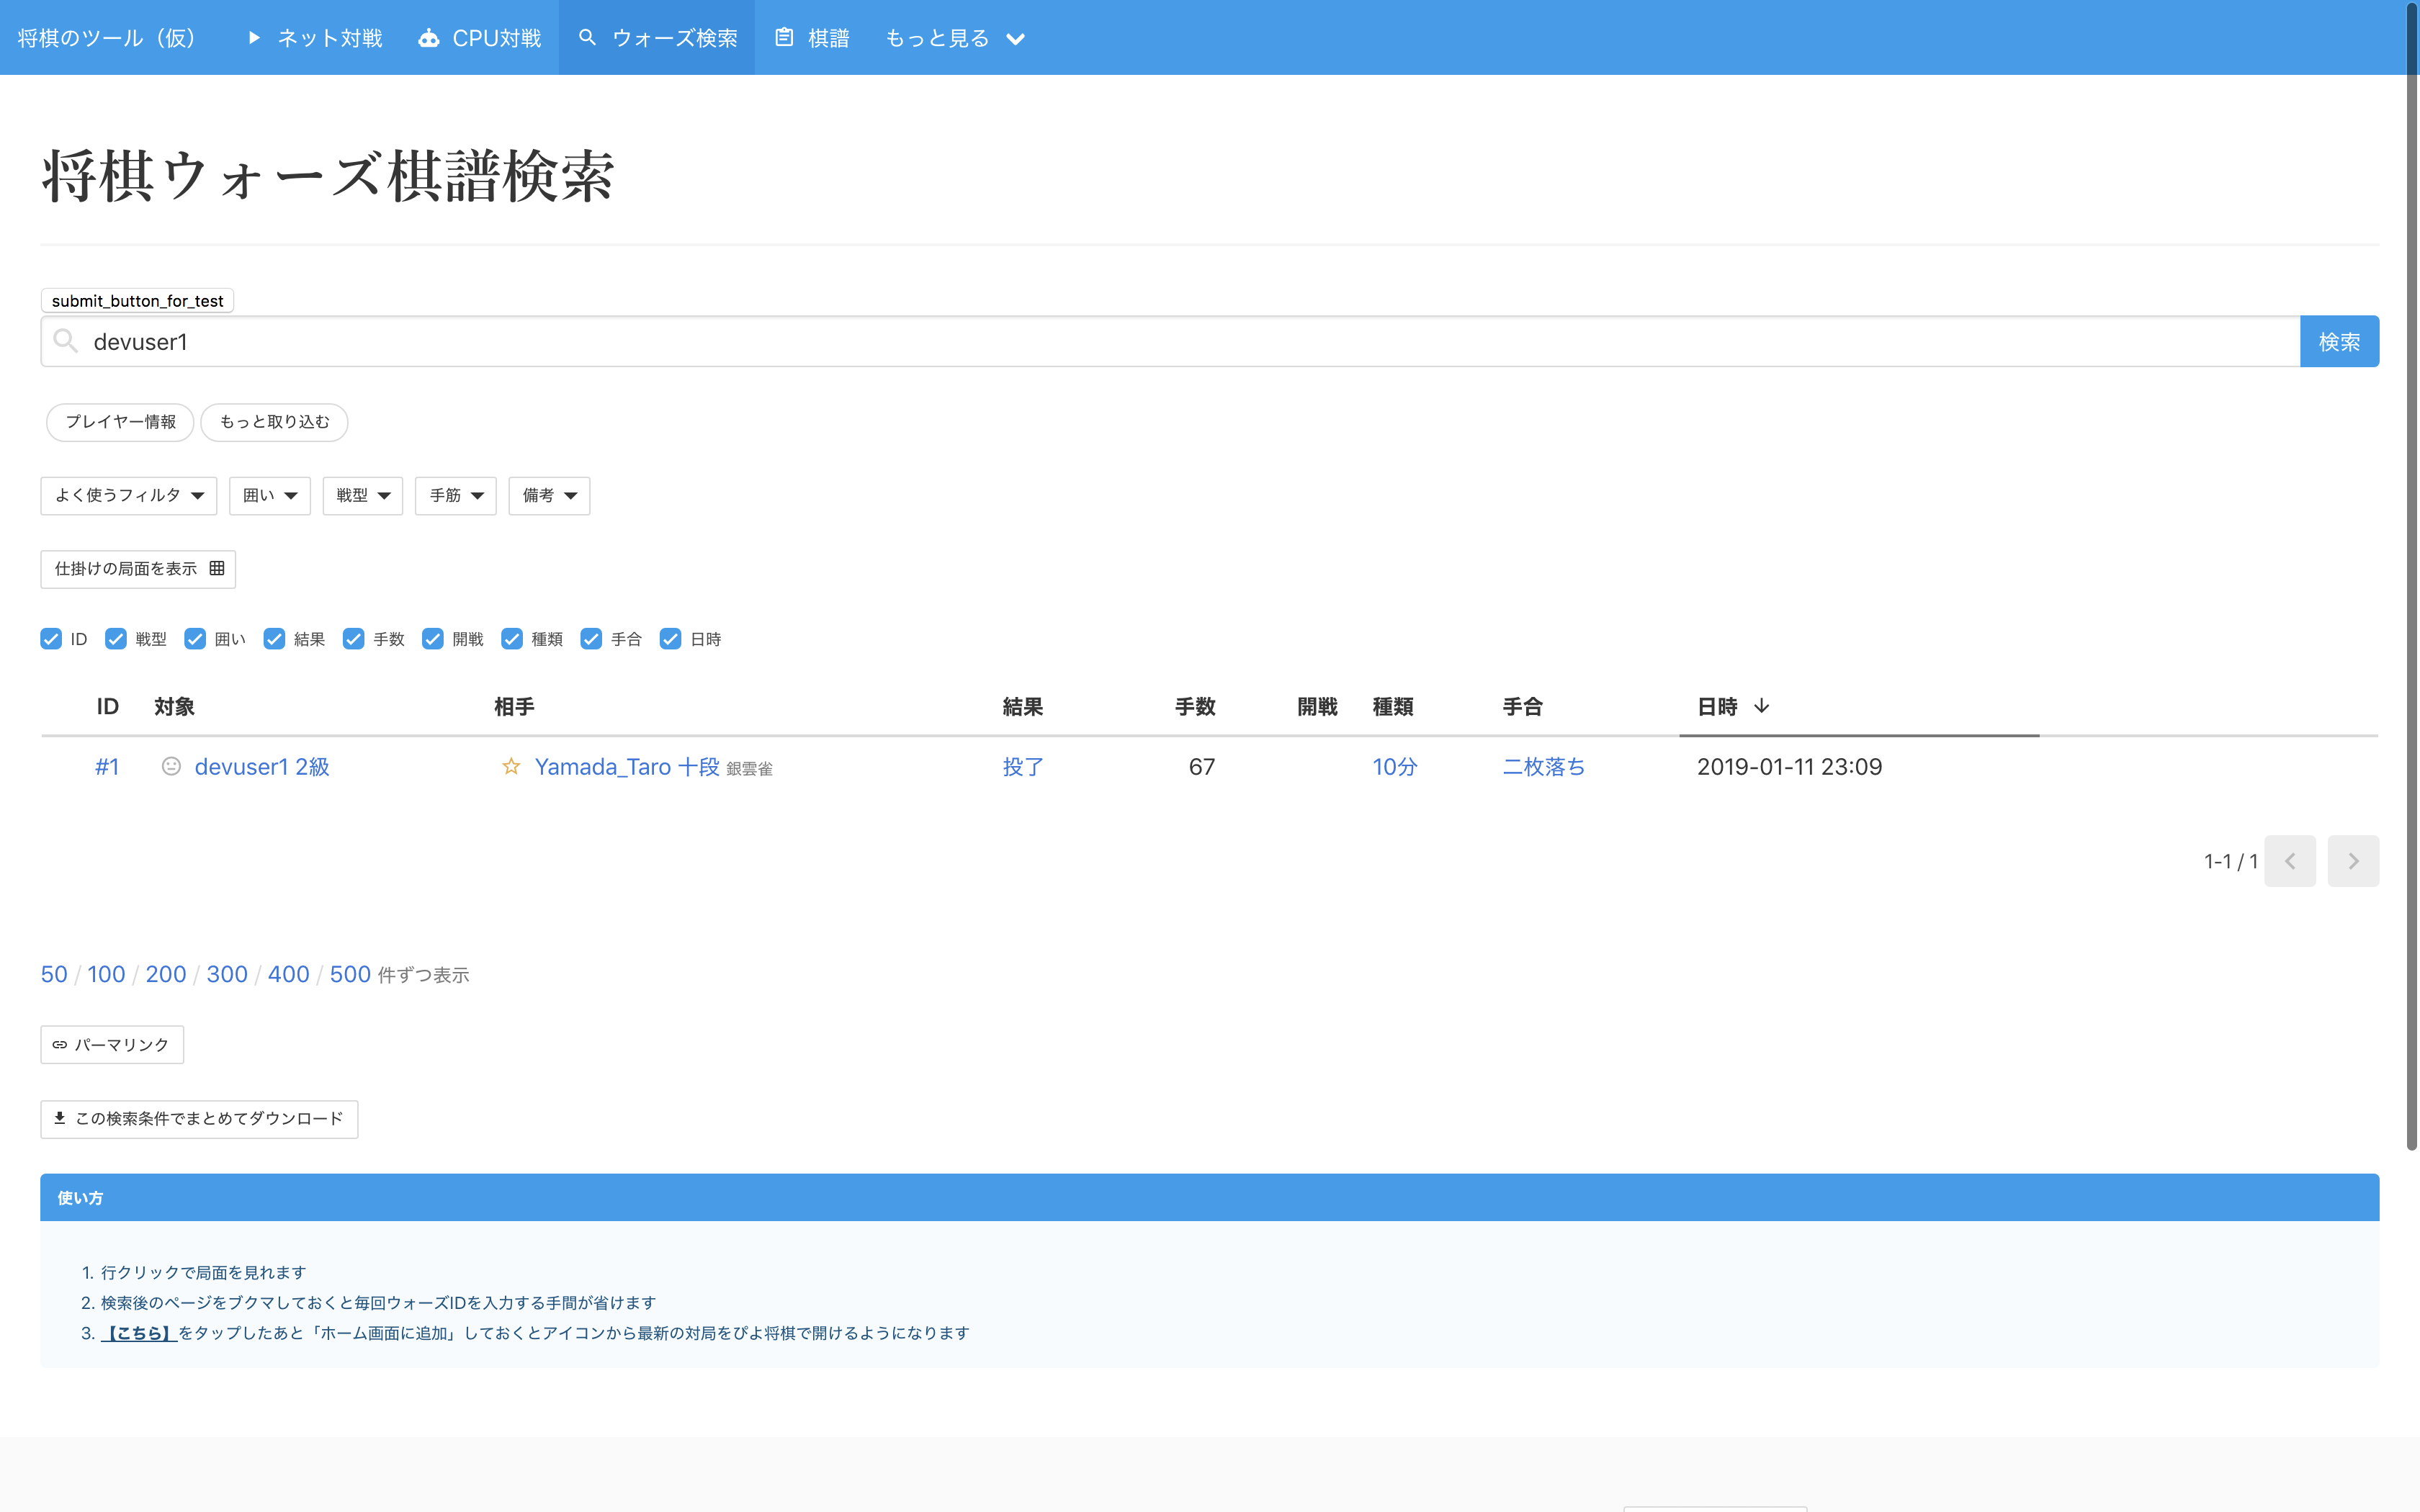 将棋のツール（仮） ネット対戦 CPU対戦 ウォーズ検索 棋譜 もっと見る
将棋ウォーズ棋譜検索
submit_button_for_test
devuser1 検索
プレイヤー情報 もっと取り込む
よく使うフィルタ 囲い 戦型 手筋 備考
仕掛けの局面を表示
ID 戦型 囲い 結果 手数 開戦 種類 手合 日時
ID 対象 相手 結果 手数 開戦 種類 手合 日時
#1 devuser1 2級 Yamada_Taro 十段 銀雲雀 投了 67 10分 二枚落ち 2019-01-11 23:09
1-1 / 1
50 / 100 / 200 / 300 / 400 / 500 件ずつ表示
パーマリンク
この検索条件でまとめてダウンロード
使い方
1. 行クリックで局面を見れます
2. 検索後のページをブクマしておくと毎回ウォーズIDを入力する手間が省けます
3. 【こちら】をタップしたあと「ホーム画面に追加」しておくとアイコンから最新の対局をぴよ将棋で開けるようになります